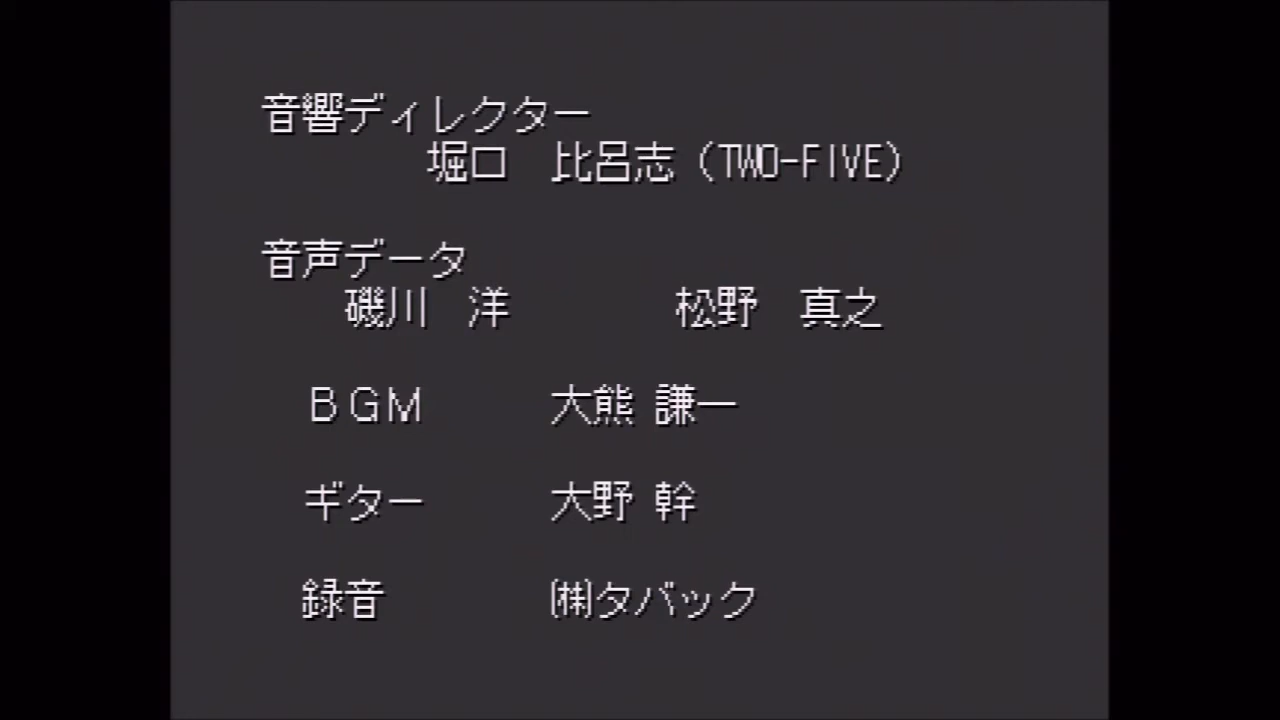 音響ディレクター
堀口　比呂志（TWO-FIVE）
音声データ
磯川　洋　　　　松野　真之
ＢＧＭ　　　大熊 謙一
ギター　　　大野 幹
録音　　　　㈱タバック